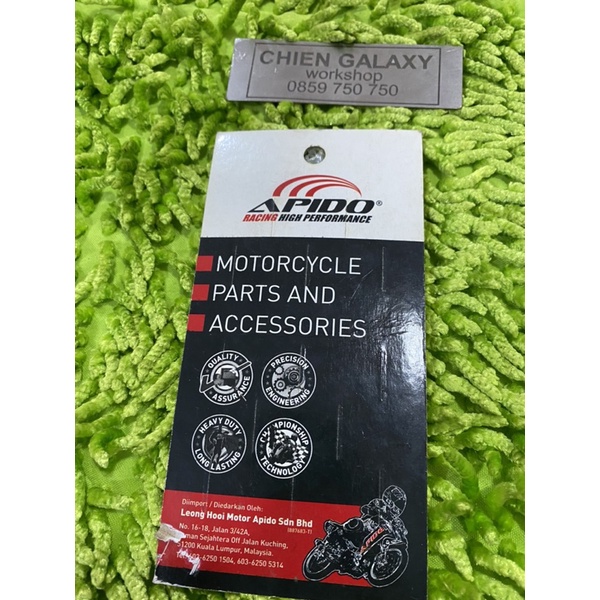 CHIEN GALAXY
workshop
0859 750 750
APIDO®
RACING HIGH PERFORMANCE
MOTORCYCLE
PARTS AND
ACCESSORIES
QUALITY
ASSURANCE
PRECISION
ENGINEERING
HEAVY DUTY
LONG LASTING
CHAMPIONSHIP
TECHNOLOGY
Diimport / Diedarkan Oleh:
Leong Hooi Motor Apido Sdn Bhd
No. 16-18, Jalan 3/42A,
Sejahtera Off Jalan Kuching,
Kuala Lumpur, Malaysia.
6250 1504, 603-6250 5314
APIDO